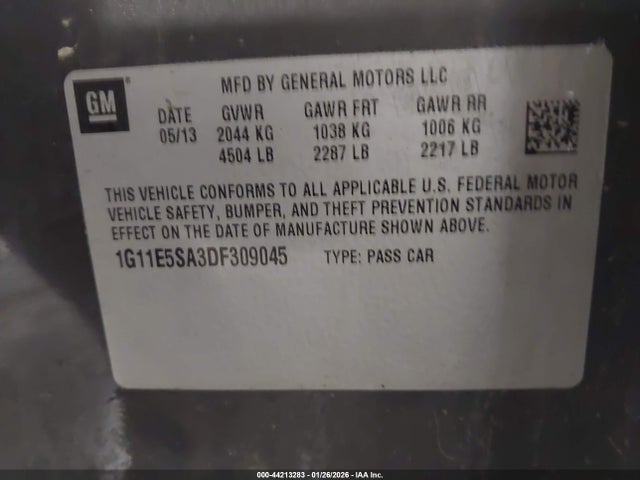 GM
MFD BY GENERAL MOTORS LLC
DATE GVWR GAWR FRT GAWR RR
05/13 2044 KG 1038 KG 1006 KG
4504 LB 2287 LB 2217 LB
THIS VEHICLE CONFORMS TO ALL APPLICABLE U.S. FEDERAL MOTOR
VEHICLE SAFETY, BUMPER, AND THEFT PREVENTION STANDARDS IN
EFFECT ON THE DATE OF MANUFACTURE SHOWN ABOVE.
1G11E5SA3DF309045 TYPE: PASS CAR
000-44213283 - 01/26/2026 - IAA Inc.